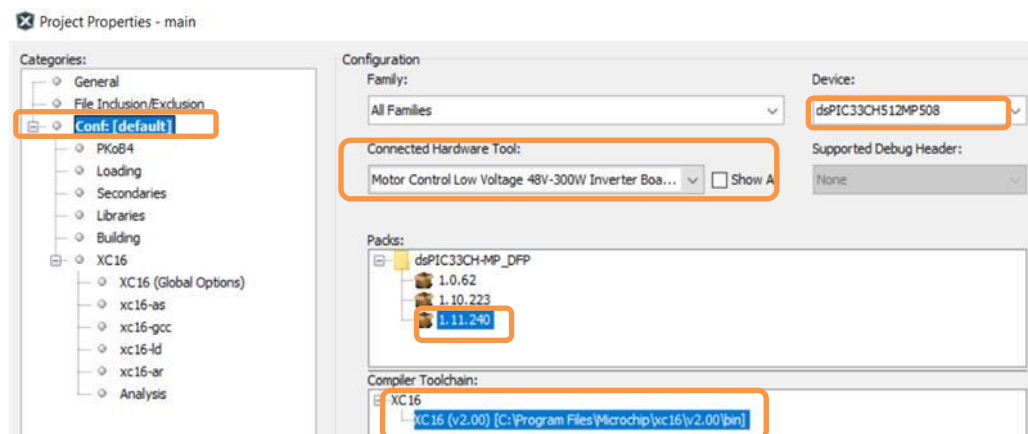 Project Properties - main
Categories:
General
File Inclusion/Exclusion
Conf: [default]
PKoB4
Loading
Secondaries
Libraries
Building
XC16
XC16 (Global Options)
xc16-as
xc16-gcc
xc16-ld
xc16-ar
Analysis
Configuration
Family:
Device:
All Families
dsPIC33CH512MP508
Connected Hardware Tool:
Supported Debug Header:
Motor Control Low Voltage 48V-300W Inverter Boa...
Show A
None
Packs:
dsPIC33CH-MP_DFP
1.0.62
1.10.223
1.11.240
Compiler Toolchain:
XC16
XC16 (v2.00) [C:\Program Files\Microchip\xc16\v2.00\bin]